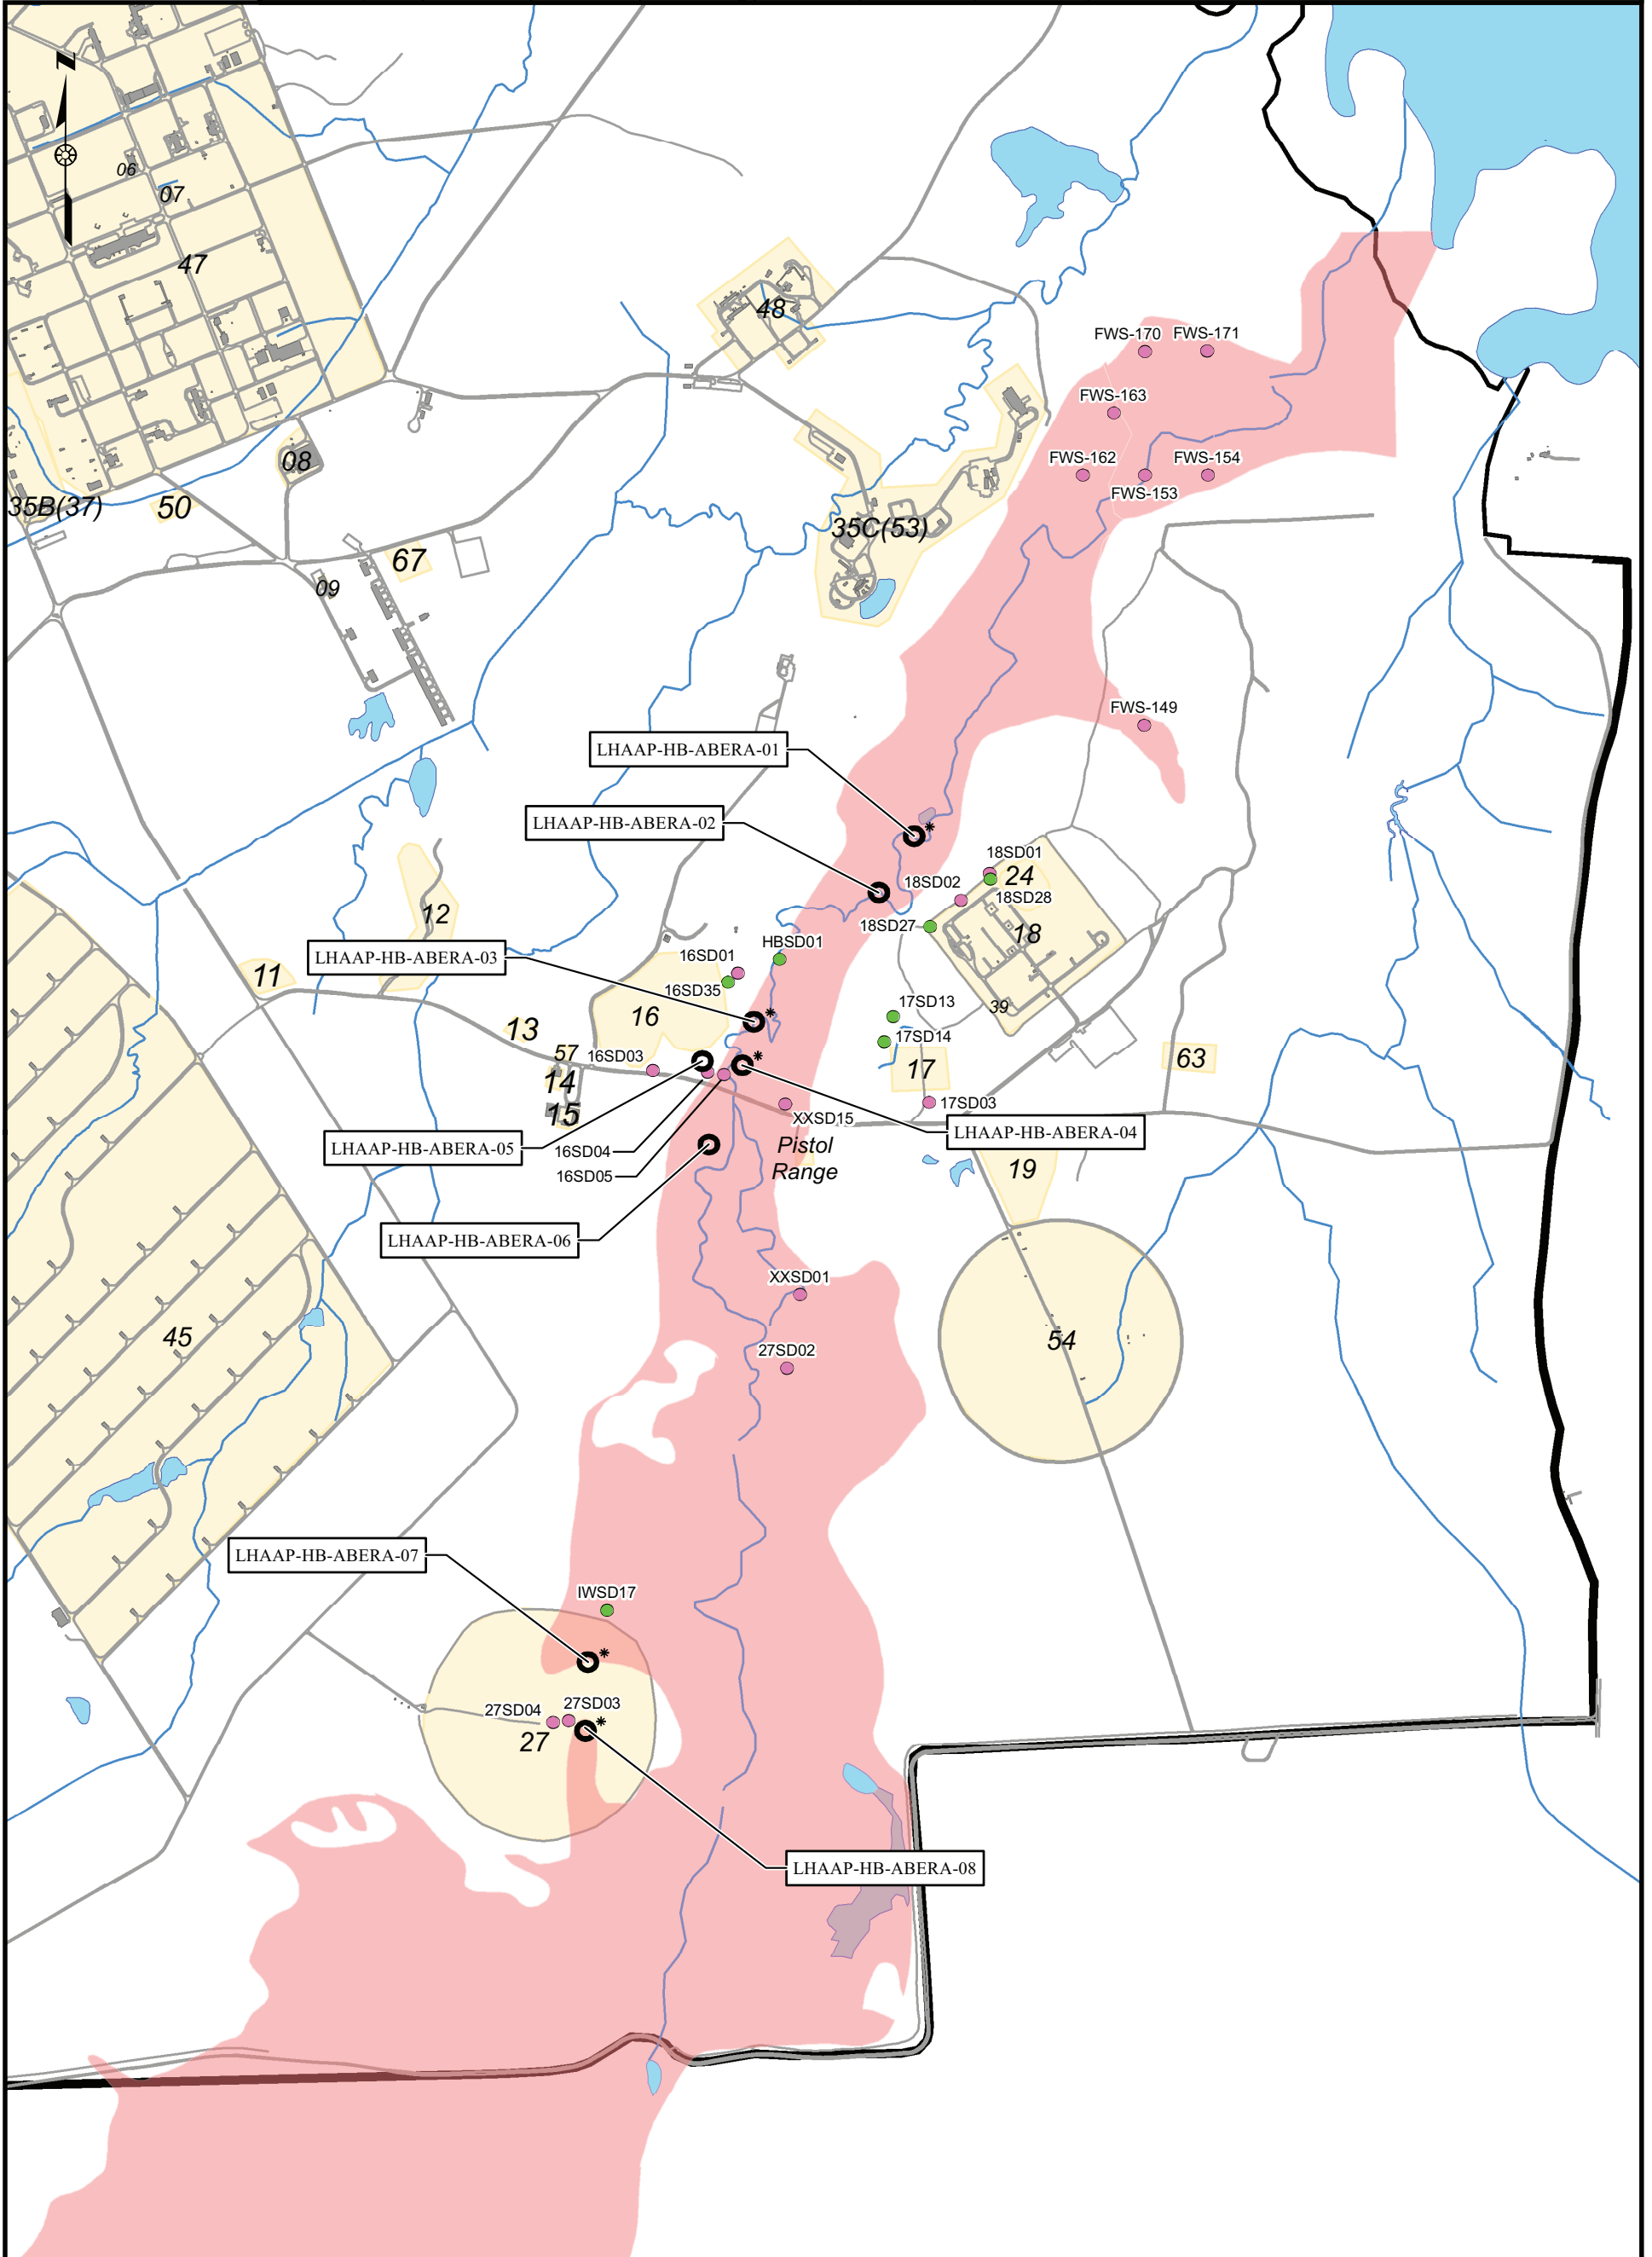 N
06
07
47
48
FWS-170
FWS-171
FWS-163
08
FWS-162
FWS-154
FWS-153
35B(37)
50
35C(53)
67
09
FWS-149
LHAAP-HB-ABERA-01
LHAAP-HB-ABERA-02
18SD01
24
18SD02
18SD28
12
18SD27
18
HBSD01
LHAAP-HB-ABERA-03
16SD01
11
16SD35
17SD13
39
16
13
17SD14
57
16SD03
63
17
14
17SD03
15
XXSD15
LHAAP-HB-ABERA-04
LHAAP-HB-ABERA-05
16SD04
Pistol
Range
16SD05
19
LHAAP-HB-ABERA-06
XXSD01
45
54
27SD02
LHAAP-HB-ABERA-07
IWSD17
27SD04
27SD03
27
LHAAP-HB-ABERA-08